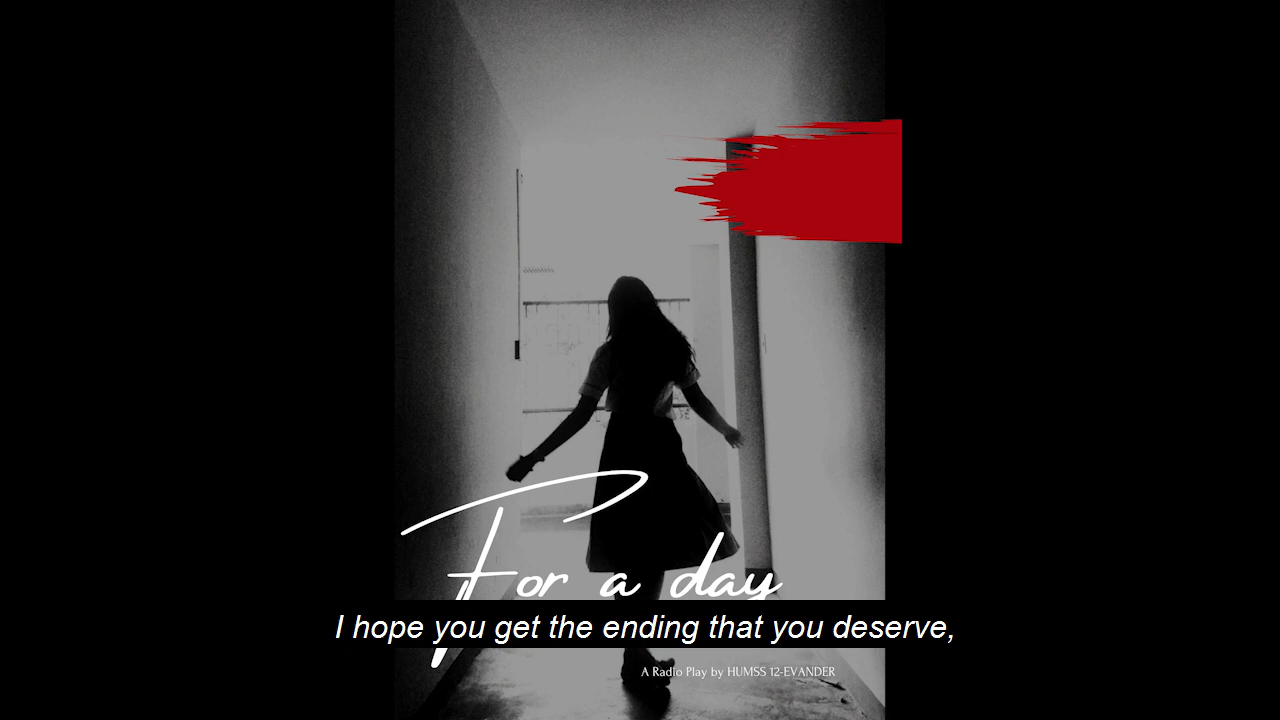 For a day
I hope you get the ending that you deserve,
A Radio Play by HUMSS 12-EVANDER